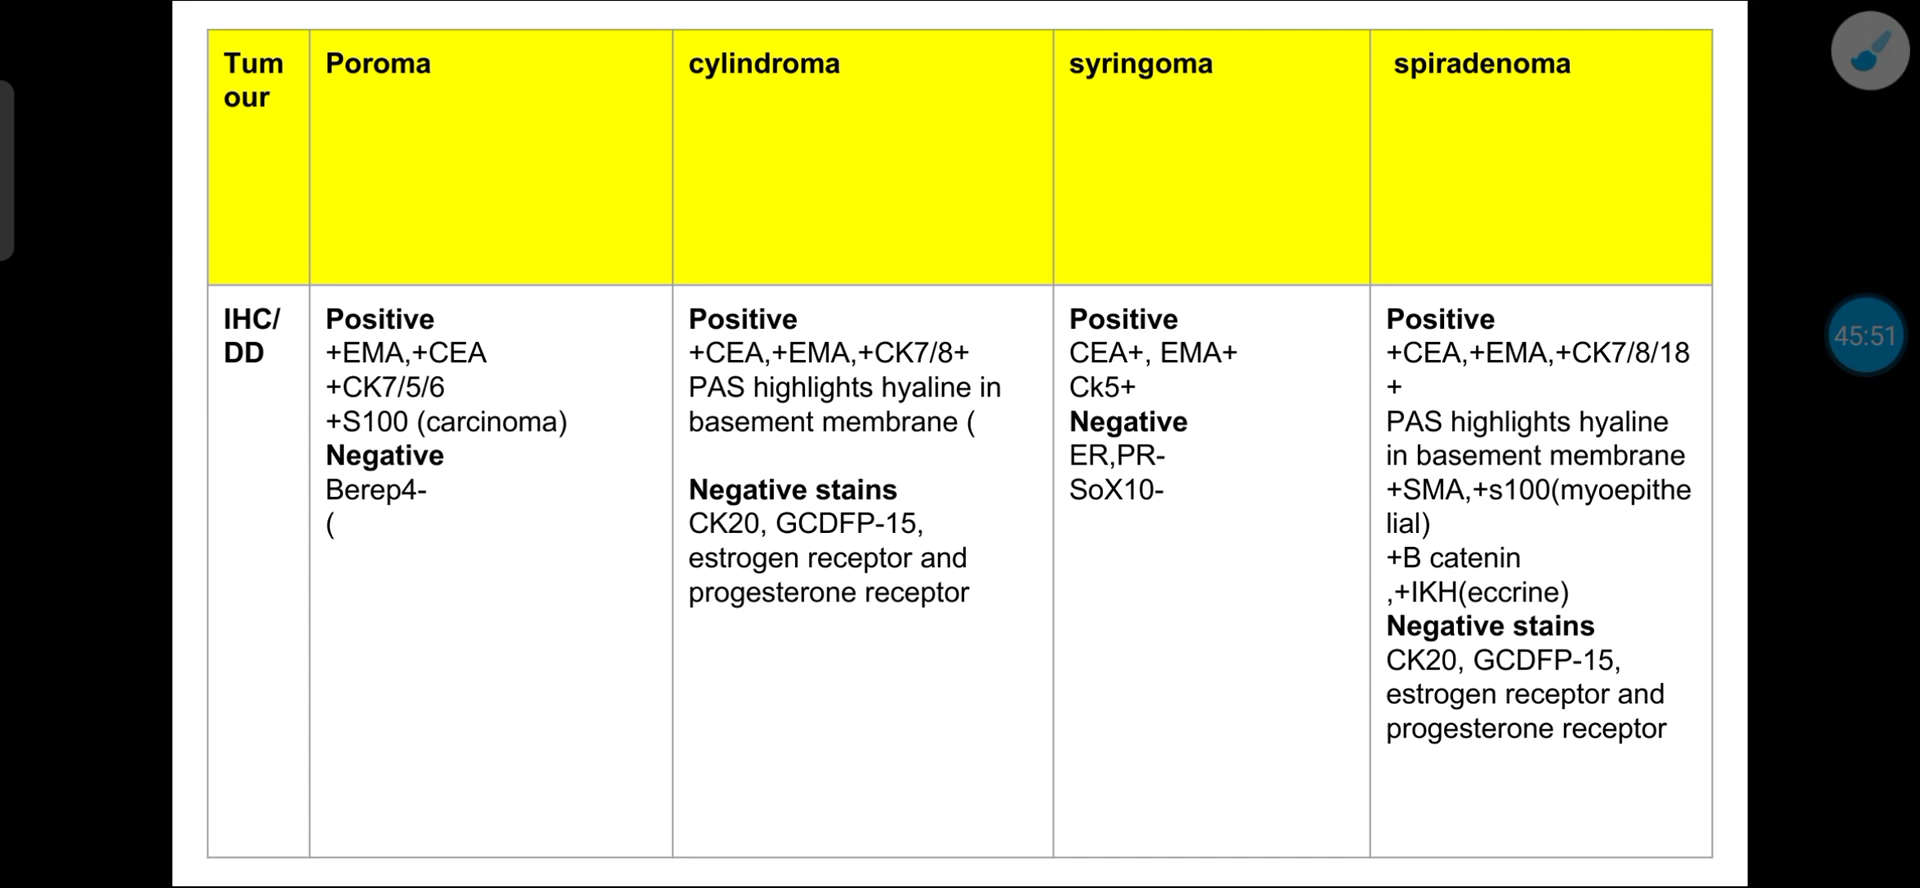 Tum
our
Poroma
cylindroma
syringoma
spiradenoma
IHC/
DD
Positive
+EMA,+CEA
+CK7/5/6
+S100 (carcinoma)
Negative
Berep4-
(
Positive
+CEA,+EMA,+CK7/8+
PAS highlights hyaline in
basement membrane (
Negative stains
CK20, GCDFP-15,
estrogen receptor and
progesterone receptor
Positive
CEA+, EMA+
Ck5+
Negative
ER,PR-
SoX10-
Positive
+CEA,+EMA,+CK7/8/18
+
PAS highlights hyaline
in basement membrane
+SMA,+s100(myoepithe
lial)
+B catenin
,+IKH(eccrine)
Negative stains
CK20, GCDFP-15,
estrogen receptor and
progesterone receptor
45:51